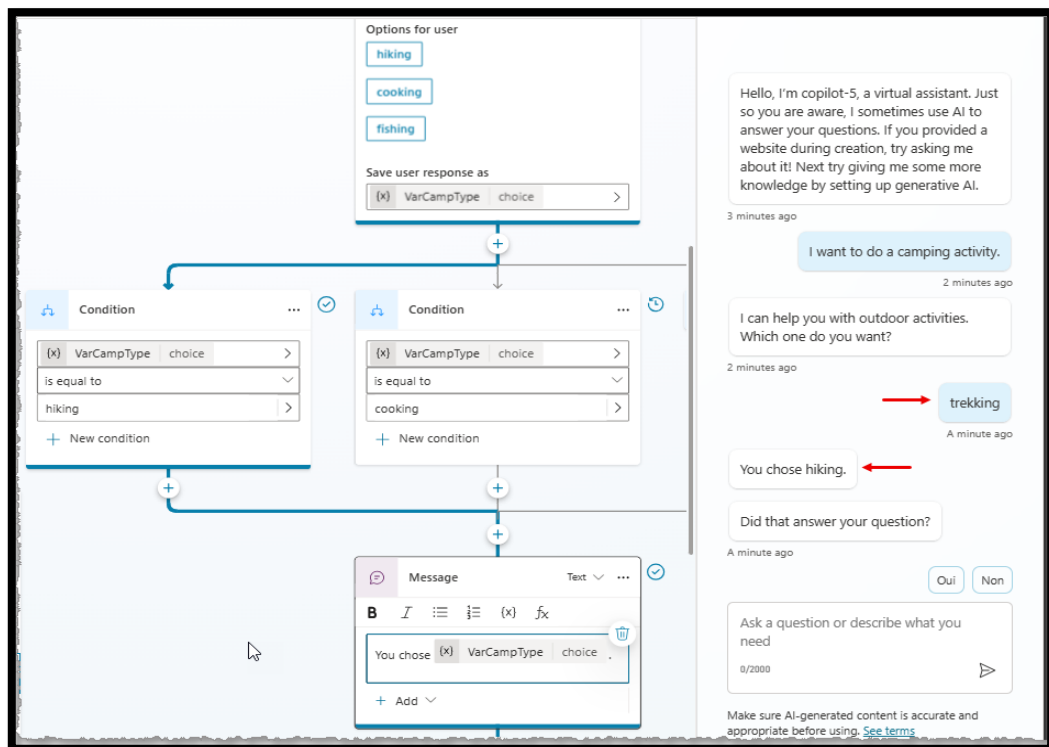 Options for user
hiking
cooking
fishing
Save user response as
{x} VarCampType choice
Condition
{x} VarCampType choice
is equal to
hiking
New condition
Condition
{x} VarCampType choice
is equal to
cooking
New condition
Message
Text
B I {x} fx
You chose {x} VarCampType choice .
Add
Hello, I'm copilot-5, a virtual assistant. Just
so you are aware, I sometimes use AI to
answer your questions. If you provided a
website during creation, try asking me
about it! Next try giving me some more
knowledge by setting up generative AI.
3 minutes ago
I want to do a camping activity.
2 minutes ago
I can help you with outdoor activities.
Which one do you want?
2 minutes ago
trekking
A minute ago
You chose hiking.
Did that answer your question?
A minute ago
Oui Non
Ask a question or describe what you
need
0/2000
Make sure AI-generated content is accurate and
appropriate before using. See terms